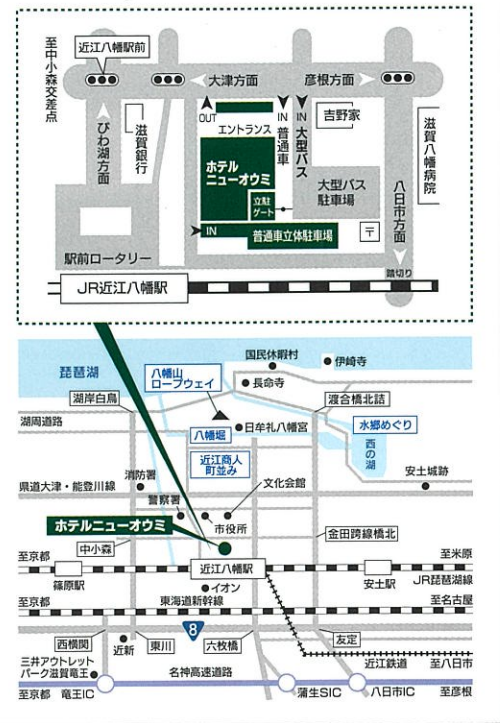 至中小森交差点
近江八幡駅前
大津方面
彦根方面
びわ湖方面
滋賀銀行
OUT
エントランス
IN
普通車
IN
大型バス
吉野家
滋賀八幡病院
ホテル
ニューオウミ
立駐
ゲート
大型バス
駐車場
八日市方面
IN
普通車立体駐車場
〒
駅前ロータリー
踏切り
JR近江八幡駅
琵琶湖
八幡山
ロープウェイ
国民休暇村
伊崎寺
長命寺
湖岸白鳥
渡合橋北詰
湖周道路
八幡堀
日牟礼八幡宮
水郷めぐり
西の湖
近江商人
町並み
安土城跡
消防署
文化会館
県道大津・能登川線
警察署
ホテルニューオウミ
市役所
中小森
金田跨線橋北
至京都
至米原
篠原駅
近江八幡駅
安土駅
JR琵琶湖線
イオン
至京都
東海道新幹線
至名古屋
8
西横関
近新
東川
六枚橋
友定
三井アウトレット
パーク滋賀竜王
近江鉄道
至八日市
名神高速道路
至京都
竜王IC
蒲生SIC
八日市IC
至彦根